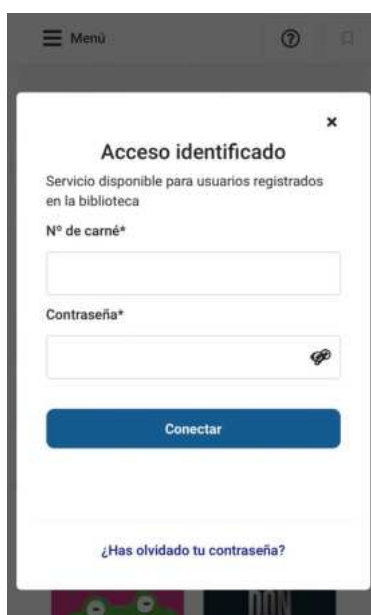 Menú
Acceso identificado
Servicio disponible para usuarios registrados
en la biblioteca
Nº de carné*
Contraseña*
Conectar
¿Has olvidado tu contraseña?